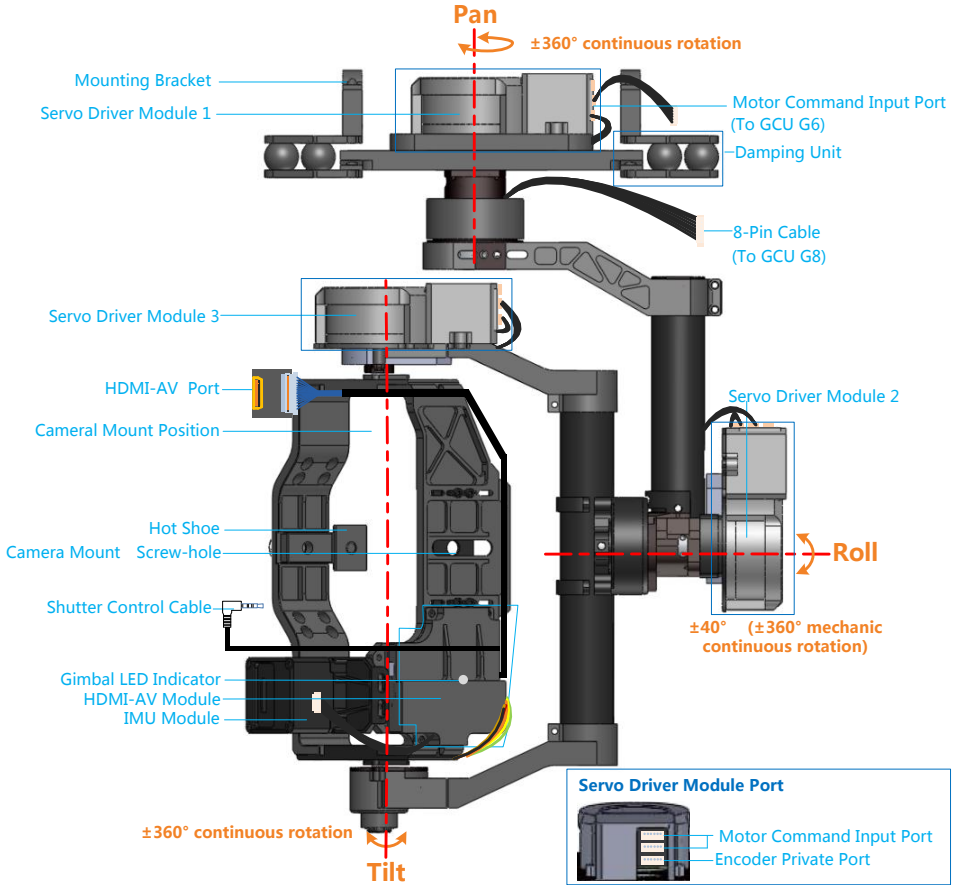 Pan
±360° continuous rotation
Mounting Bracket
Servo Driver Module 1
Motor Command Input Port
(To GCU G6)
Damping Unit
8-Pin Cable
(To GCU G8)
Servo Driver Module 3
HDMI-AV Port
Servo Driver Module 2
Cameral Mount Position
Hot Shoe
Camera Mount Screw-hole
Roll
Shutter Control Cable
±40° (±360° mechanic
continuous rotation)
Gimbal LED Indicator
HDMI-AV Module
IMU Module
Servo Driver Module Port
±360° continuous rotation
Motor Command Input Port
Encoder Private Port
Tilt